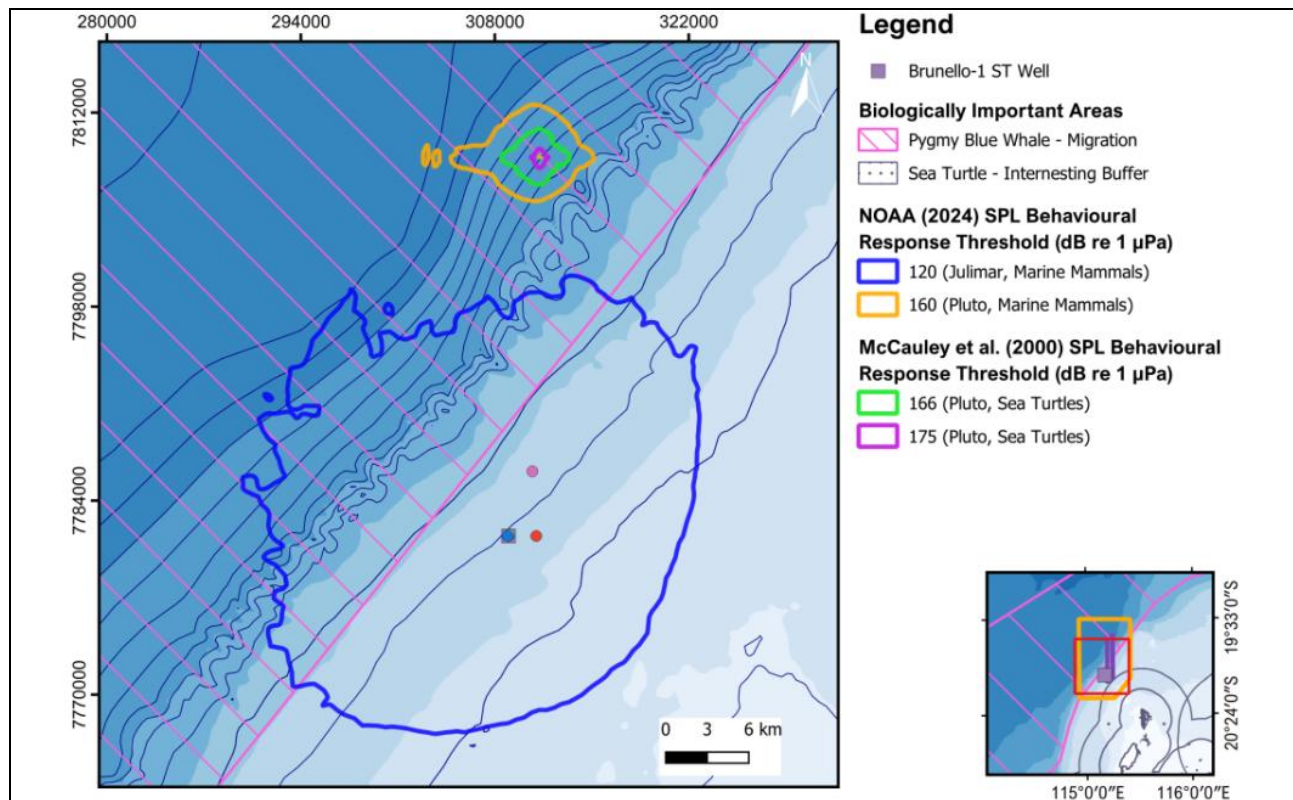 280000
294000
308000
322000
7812000
7798000
7784000
7770000
N
0 3 6 km
Legend
Brunello-1 ST Well
Biologically Important Areas
Pygmy Blue Whale - Migration
Sea Turtle - Internesting Buffer
NOAA (2024) SPL Behavioural
Response Threshold (dB re 1 µPa)
120 (Julimar, Marine Mammals)
160 (Pluto, Marine Mammals)
McCauley et al. (2000) SPL Behavioural
Response Threshold (dB re 1 µPa)
166 (Pluto, Sea Turtles)
175 (Pluto, Sea Turtles)
19°33′0″S
20°24′0″S
115°0′0″E
116°0′0″E